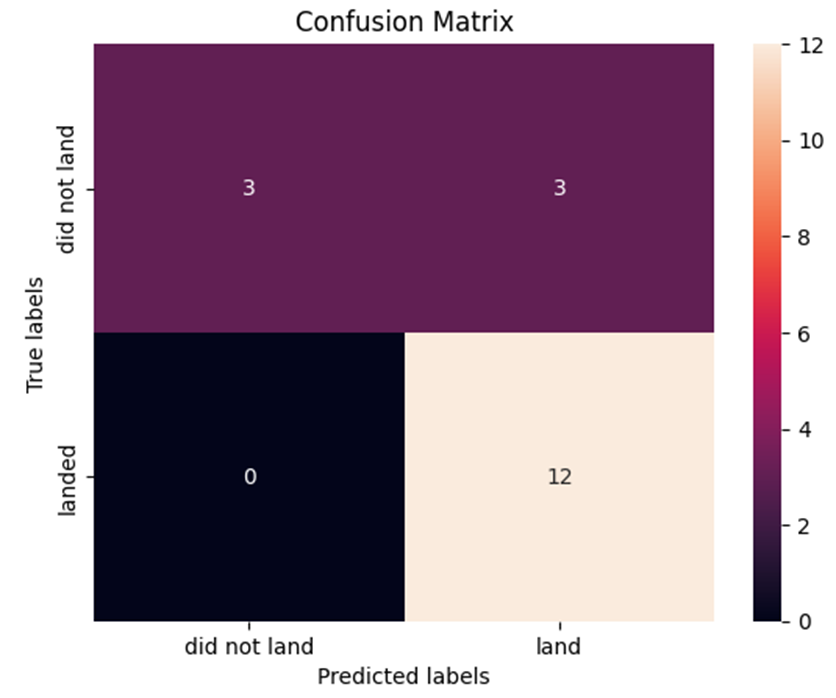 Confusion Matrix
True labels
did not land
landed
3 3
0 12
did not land land
Predicted labels
12
10
8
6
4
2
0